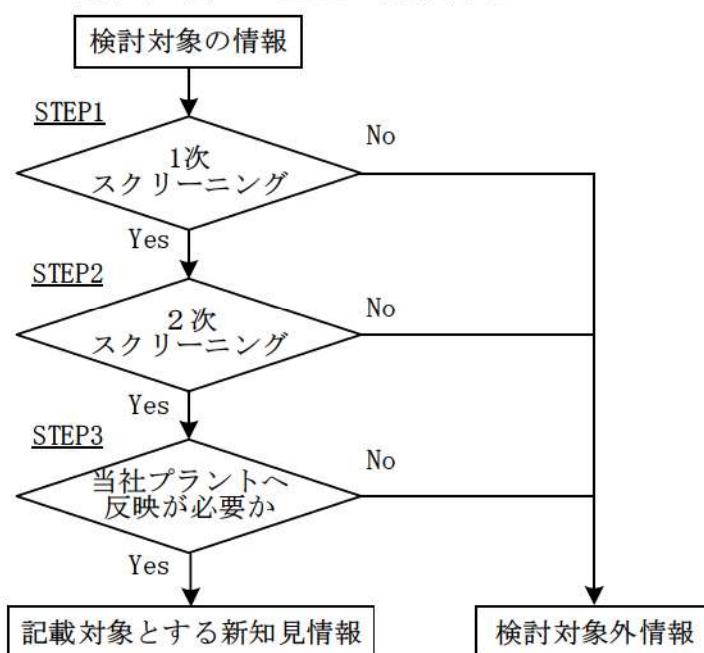 検討対象の情報
STEP1
No
1次
スクリーニング
Yes
STEP2
No
２次
スクリーニング
Yes
STEP3
No
当社プラントへ
反映が必要か
Yes
記載対象とする新知見情報
検討対象外情報